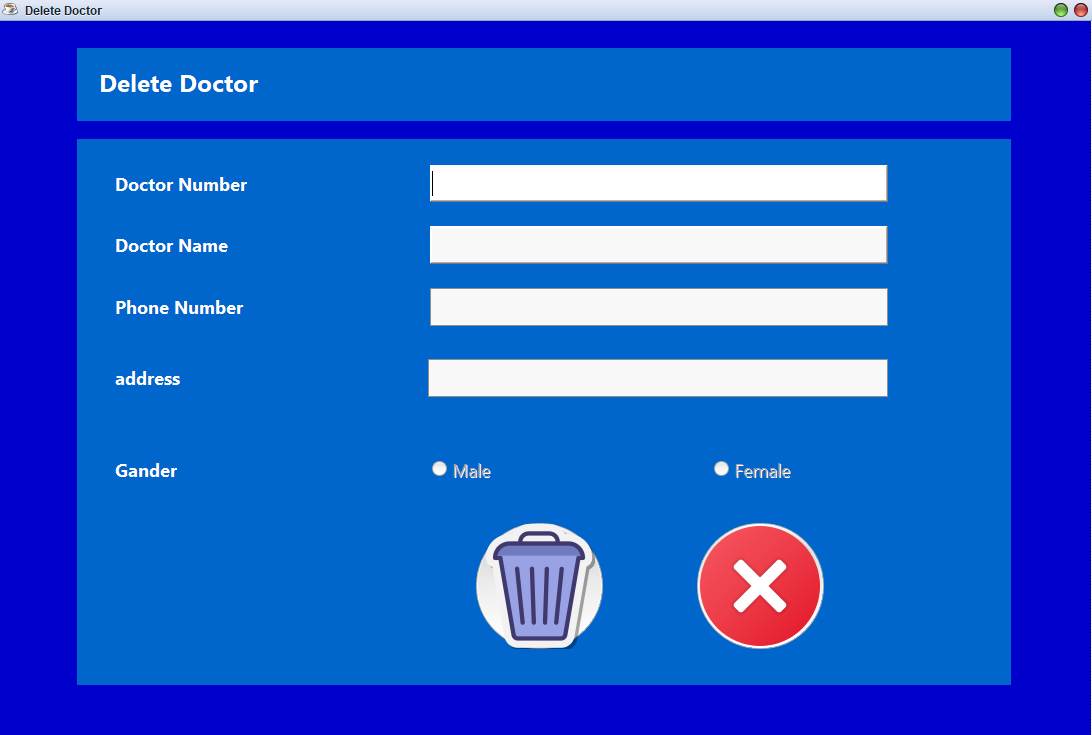 Delete Doctor
Delete Doctor
Doctor Number
Doctor Name
Phone Number
address
Gander Male Female